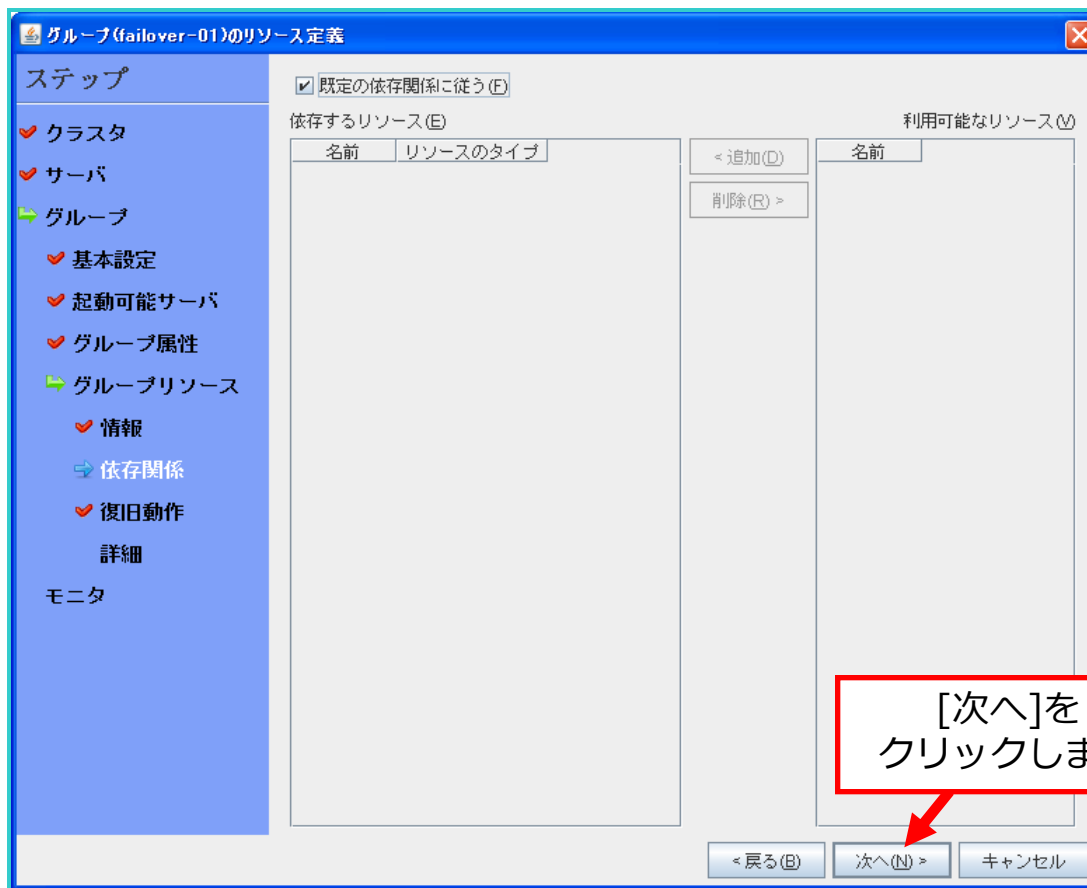 グループ(failover-01)のリソース定義
ステップ
クラスタ
サーバ
グループ
基本設定
起動可能サーバ
グループ属性
グループリソース
情報
依存関係
復旧動作
詳細
モニタ
既定の依存関係に従う(F)
依存するリソース(E)
名前 リソースのタイプ
< 追加(D)
削除(R) >
利用可能なリソース(V)
名前
[次へ]を
クリックしま
< 戻る(B) 次へ(N) > キャンセル